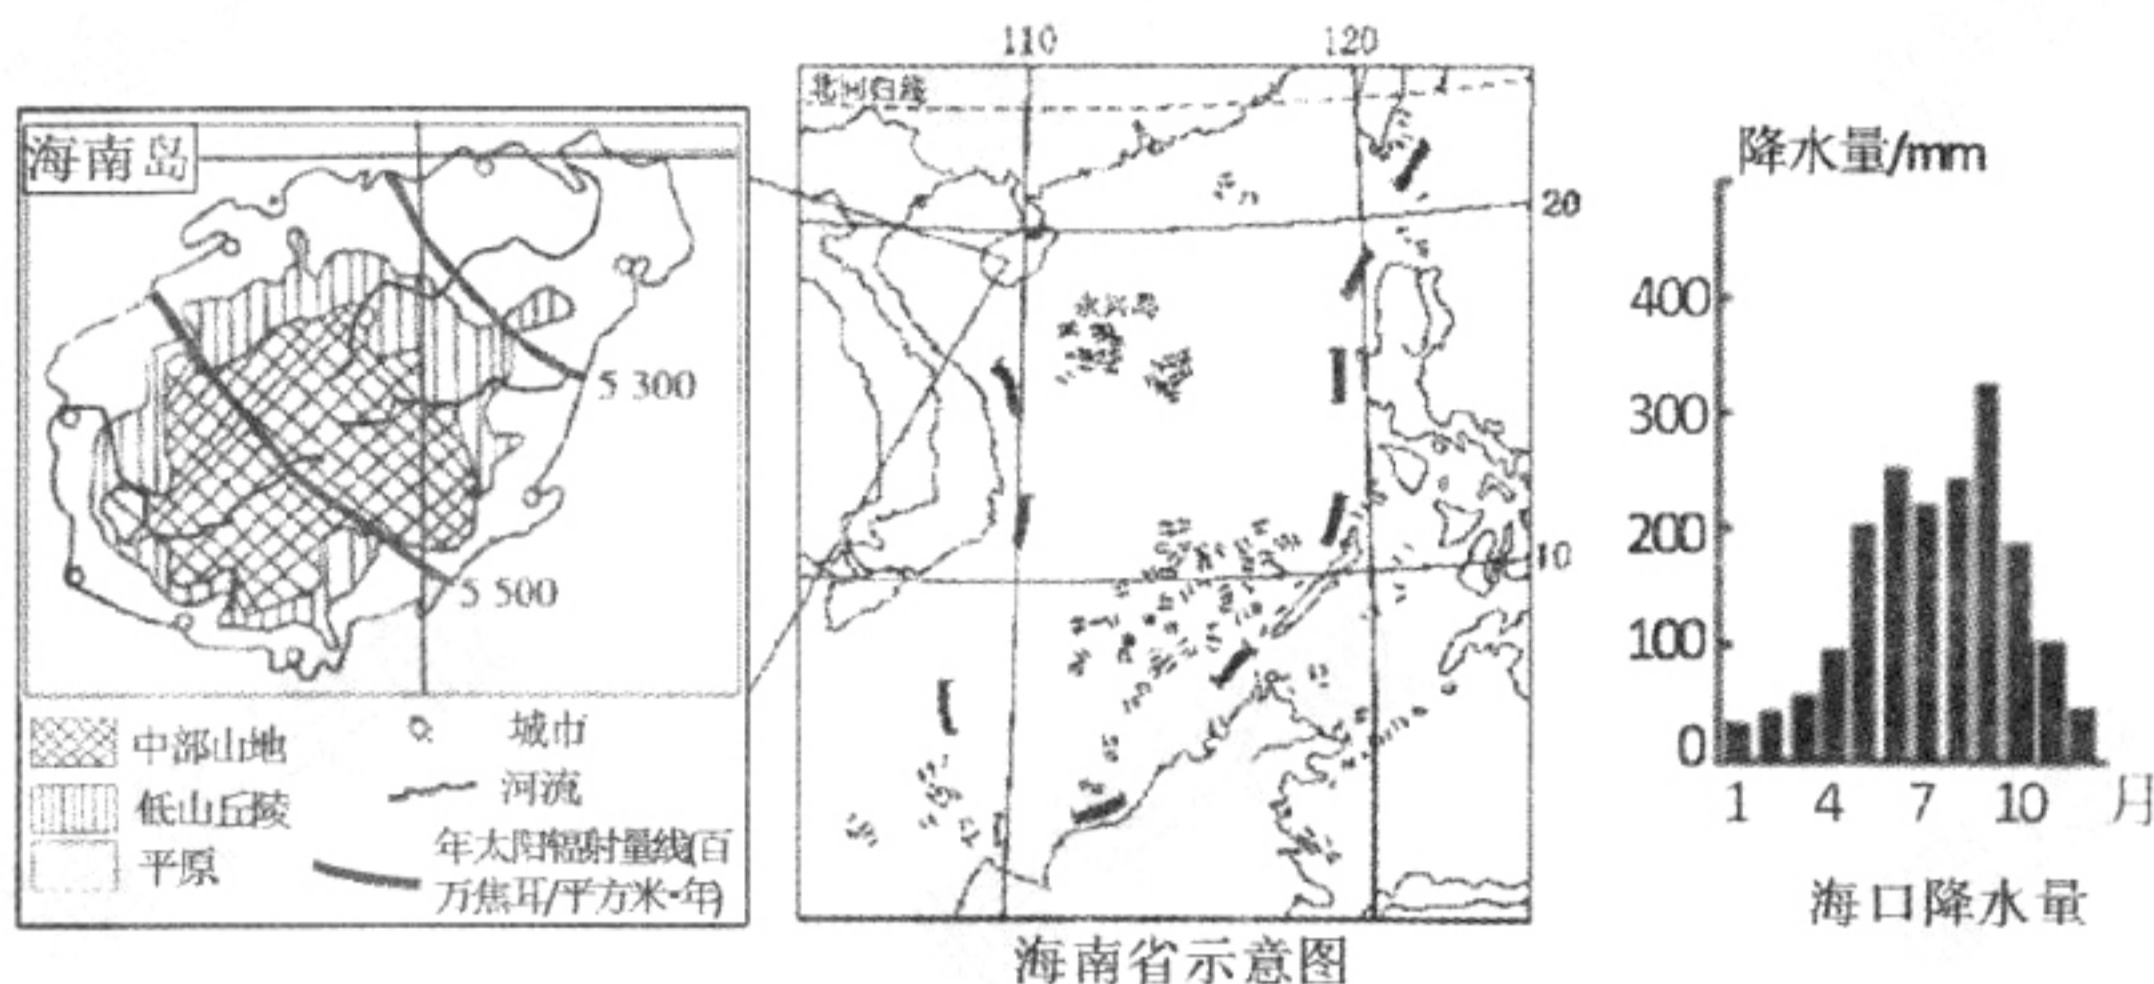 海南岛
5 300
5 500
中部山地
城市
低山丘陵
河流
平原
年太阳辐射量线(百
万焦耳/平方米·年)
110
120
北回归线
20
永兴岛
10
海南省示意图
降水量/mm
400
300
200
100
0
1 4 7 10 月
海口降水量